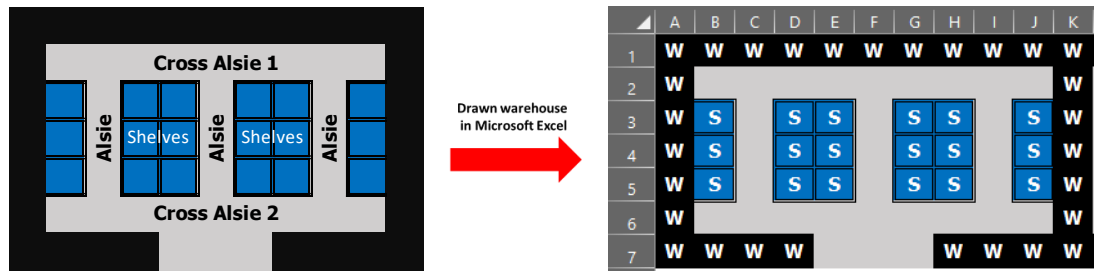 Cross Alsie 1
Alsie
Shelves
Alsie
Shelves
Alsie
Cross Alsie 2
Drawn warehouse
in Microsoft Excel
A B C D E F G H I J K
1 W W W W W W W W W W W
2 W W
3 W S S S S S S W
4 W S S S S S S W
5 W S S S S S S W
6 W W
7 W W W W W W W W